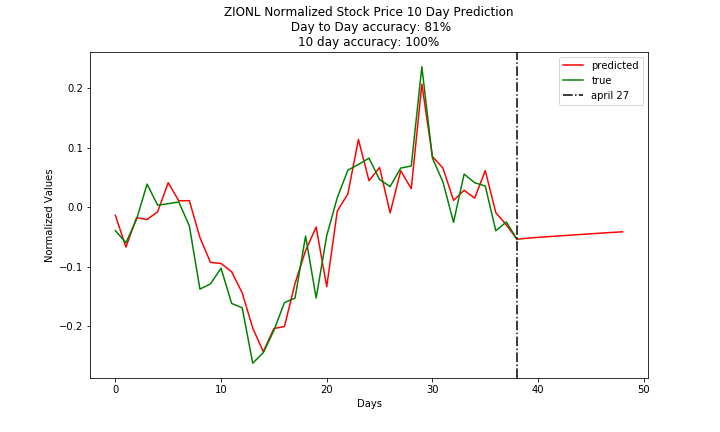 ZIONL Normalized Stock Price 10 Day Prediction
Day to Day accuracy: 81%
10 day accuracy: 100%
predicted
true
april 27
Normalized Values
0.2
0.1
0.0
−0.1
−0.2
0
10
20
30
40
50
Days